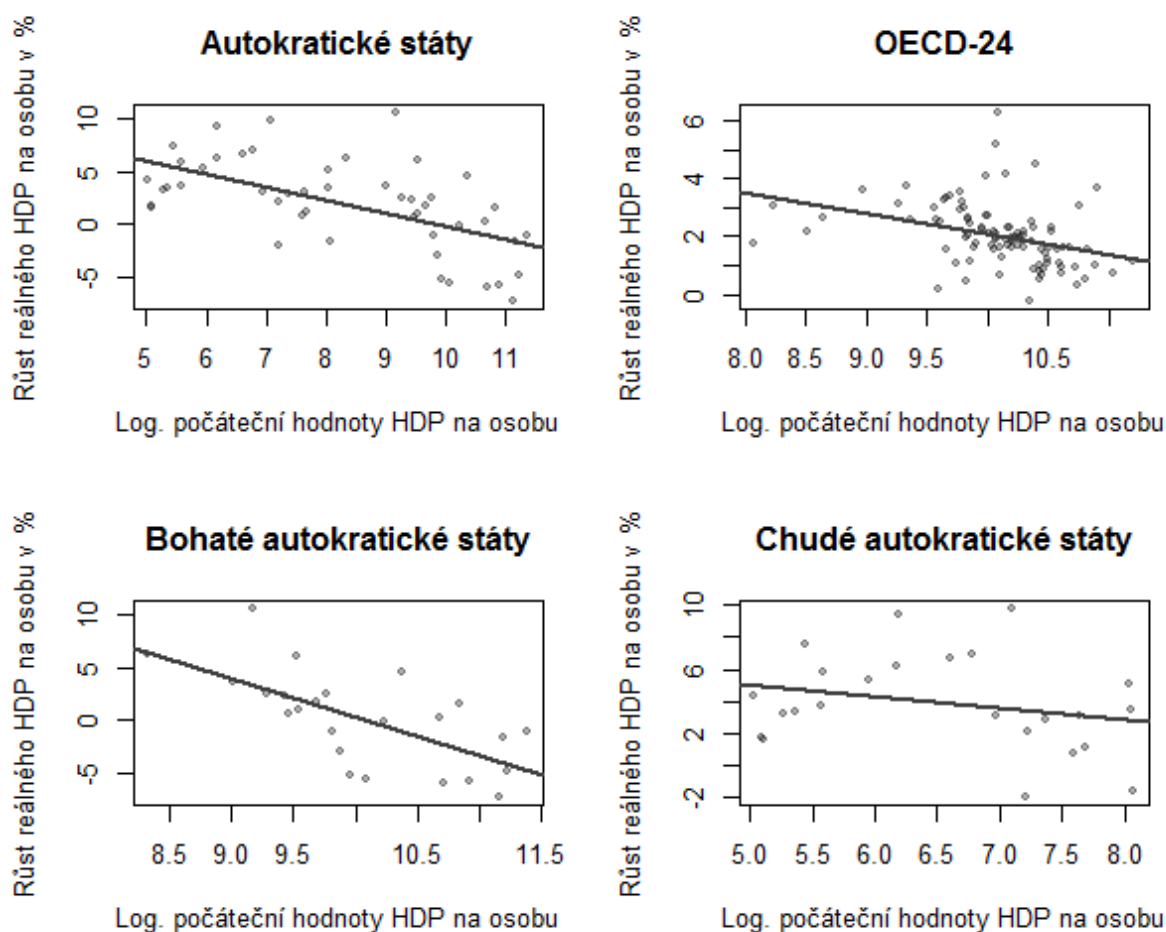 Autokratické státy
Růst reálného HDP na osobu v %
10
5
0
-5
5 6 7 8 9 10 11
Log. počáteční hodnoty HDP na osobu
OECD-24
Růst reálného HDP na osobu v %
6
4
2
0
8.0 8.5 9.0 9.5 10.5
Log. počáteční hodnoty HDP na osobu
Bohaté autokratické státy
Růst reálného HDP na osobu v %
10
5
0
-5
8.5 9.0 9.5 10.5 11.5
Log. počáteční hodnoty HDP na osobu
Chudé autokratické státy
Růst reálného HDP na osobu v %
10
6
2
-2
5.0 5.5 6.0 6.5 7.0 7.5 8.0
Log. počáteční hodnoty HDP na osobu